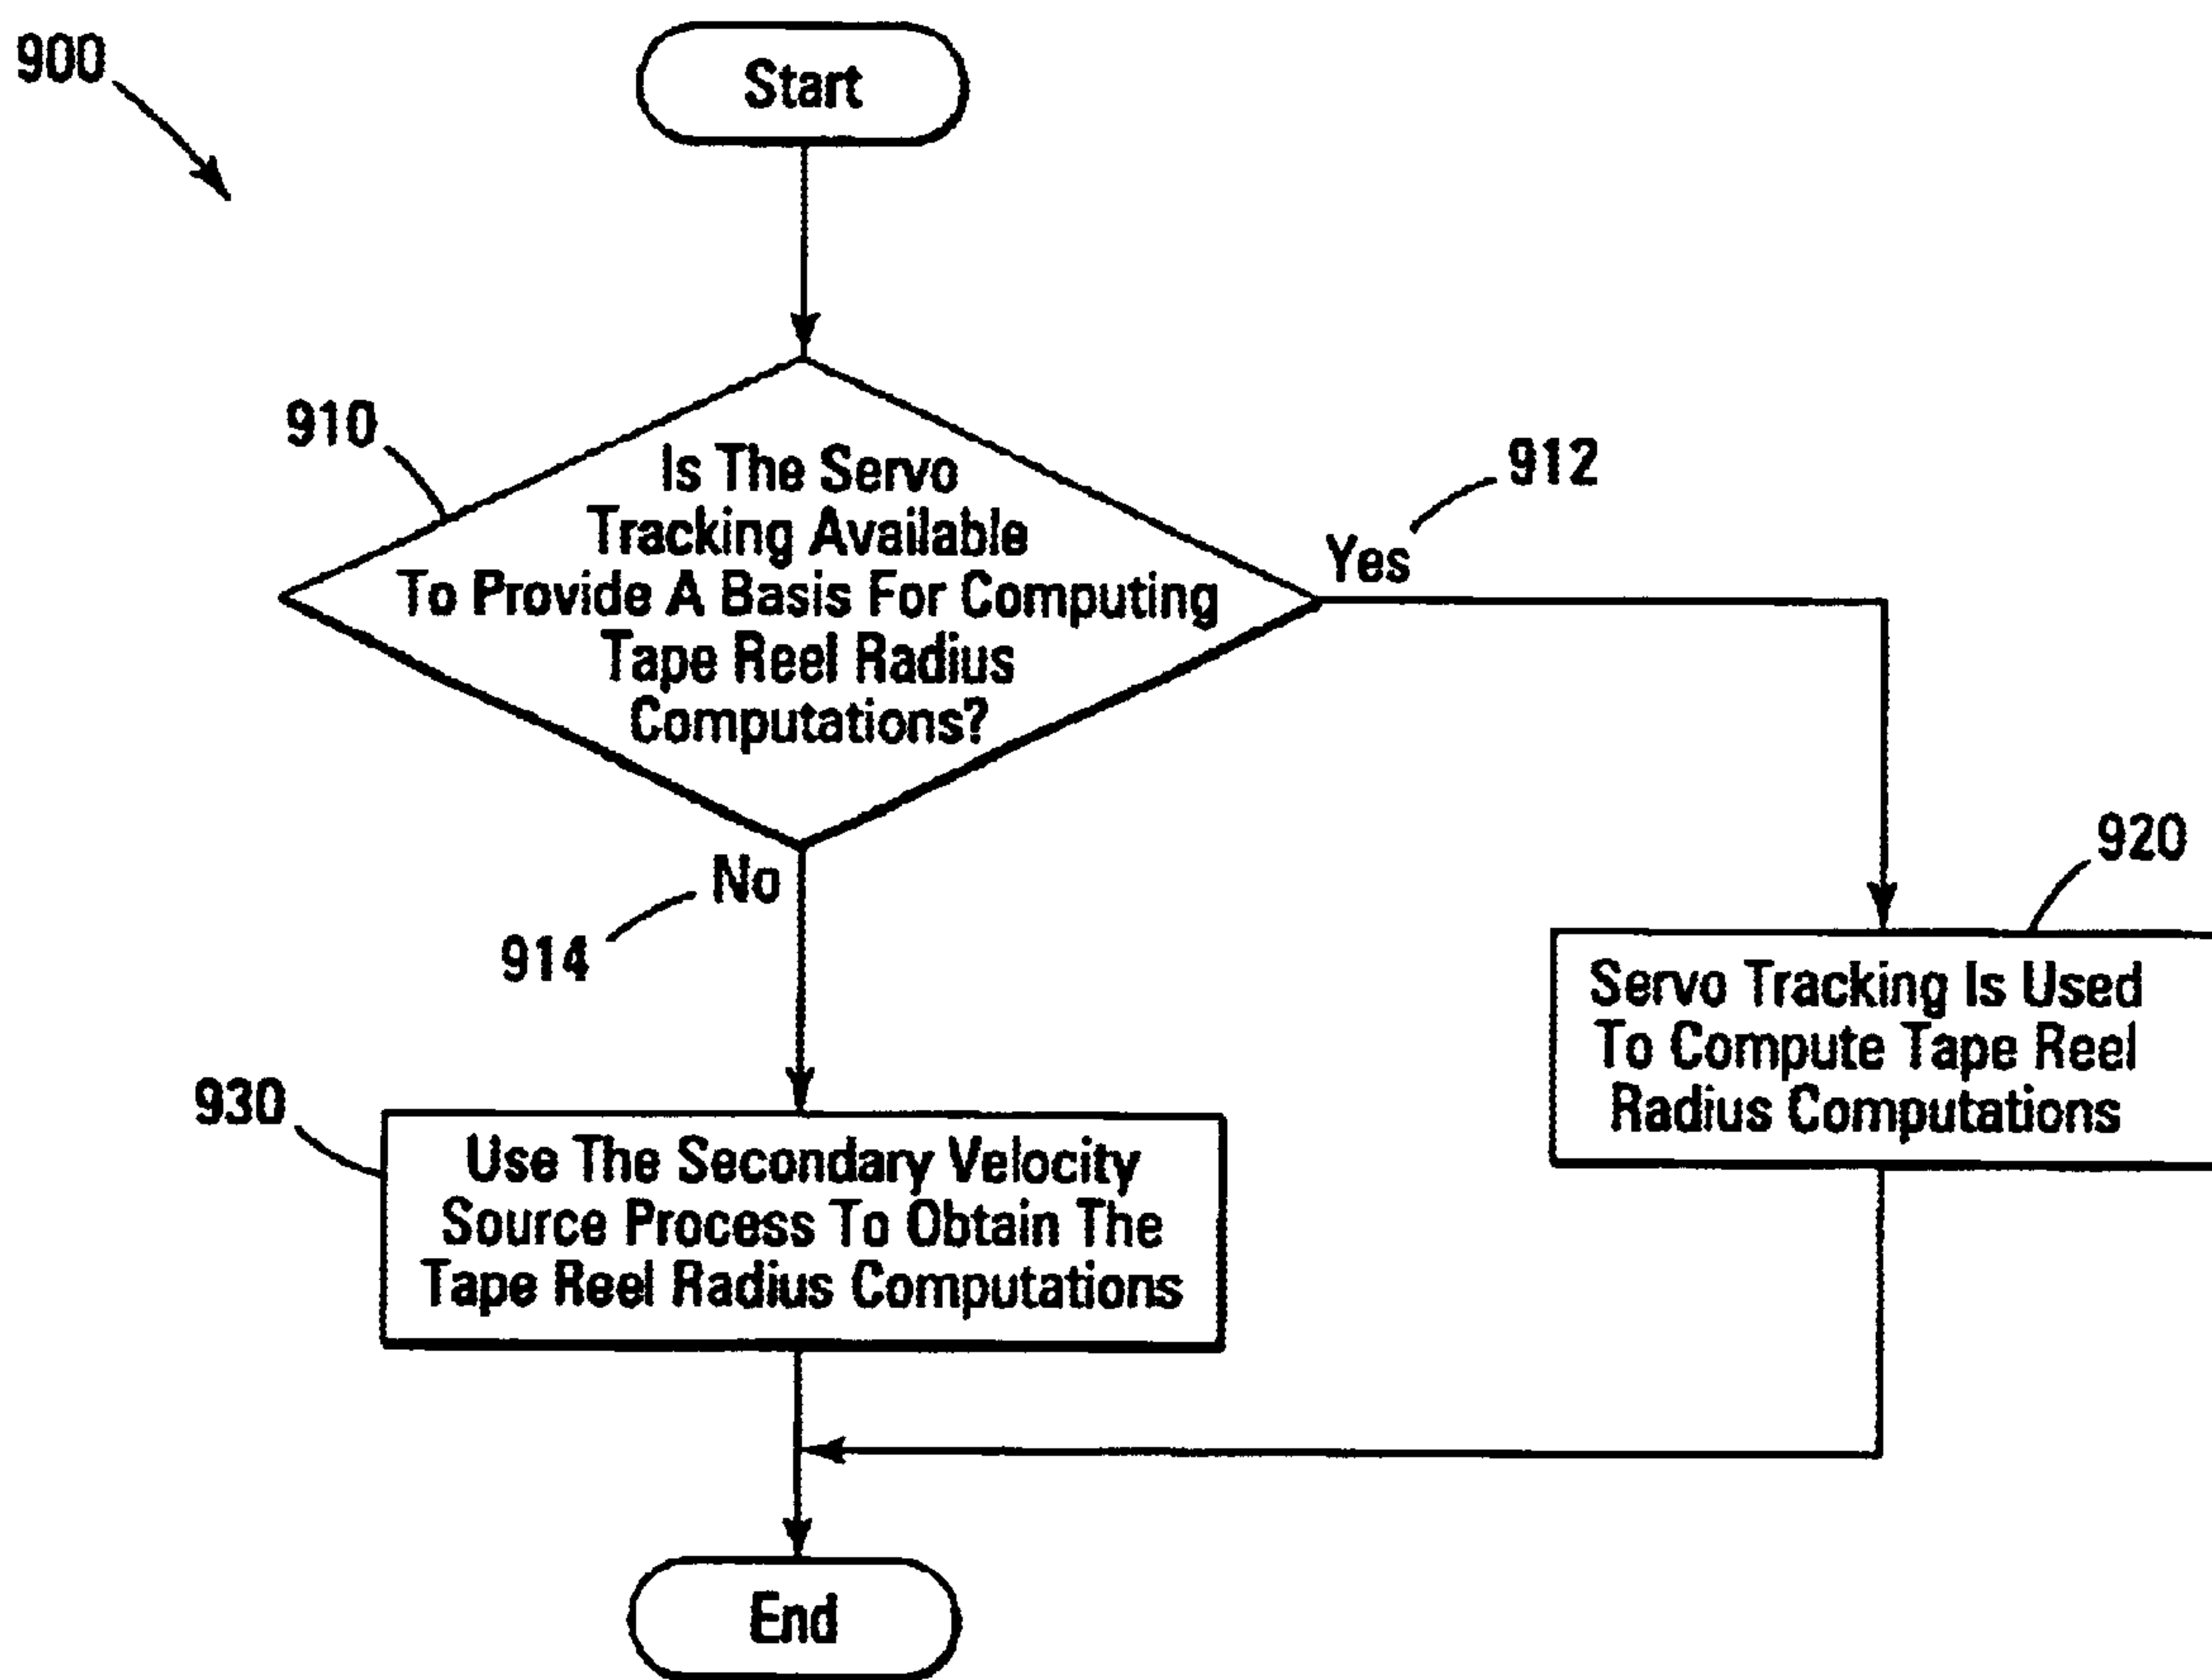 900
Start
910
Is The Servo
Tracking Available
To Provide A Basis For Computing
Tape Reel Radius
Computations?
Yes
912
No
914
920
Servo Tracking Is Used
To Compute Tape Reel
Radius Computations
930
Use The Secondary Velocity
Source Process To Obtain The
Tape Reel Radius Computations
End